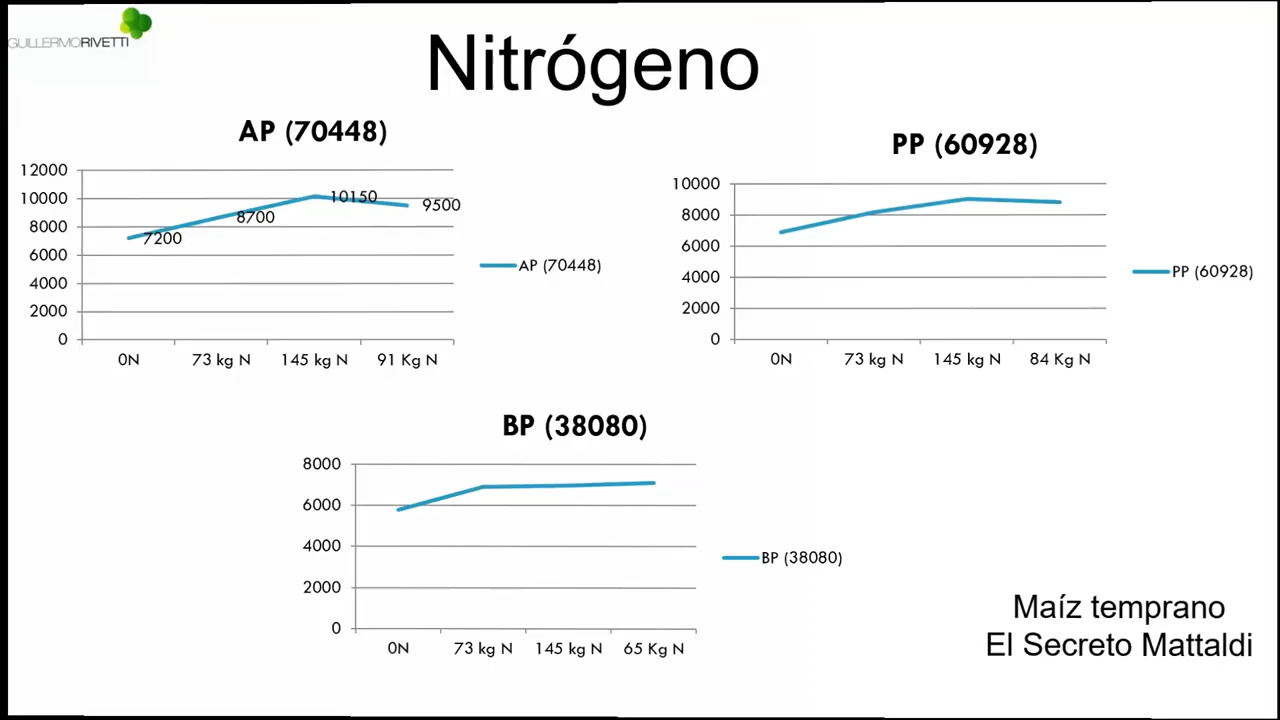 GUILLERMORIVETTI
Nitrógeno
AP (70448)
12000
10000
8000
6000
4000
2000
0
7200
8700
10150
9500
0N 73 kg N 145 kg N 91 Kg N
AP (70448)
PP (60928)
10000
8000
6000
4000
2000
0
0N 73 kg N 145 kg N 84 Kg N
PP (60928)
BP (38080)
8000
6000
4000
2000
0
0N 73 kg N 145 kg N 65 Kg N
BP (38080)
Maíz temprano
El Secreto Mattaldi